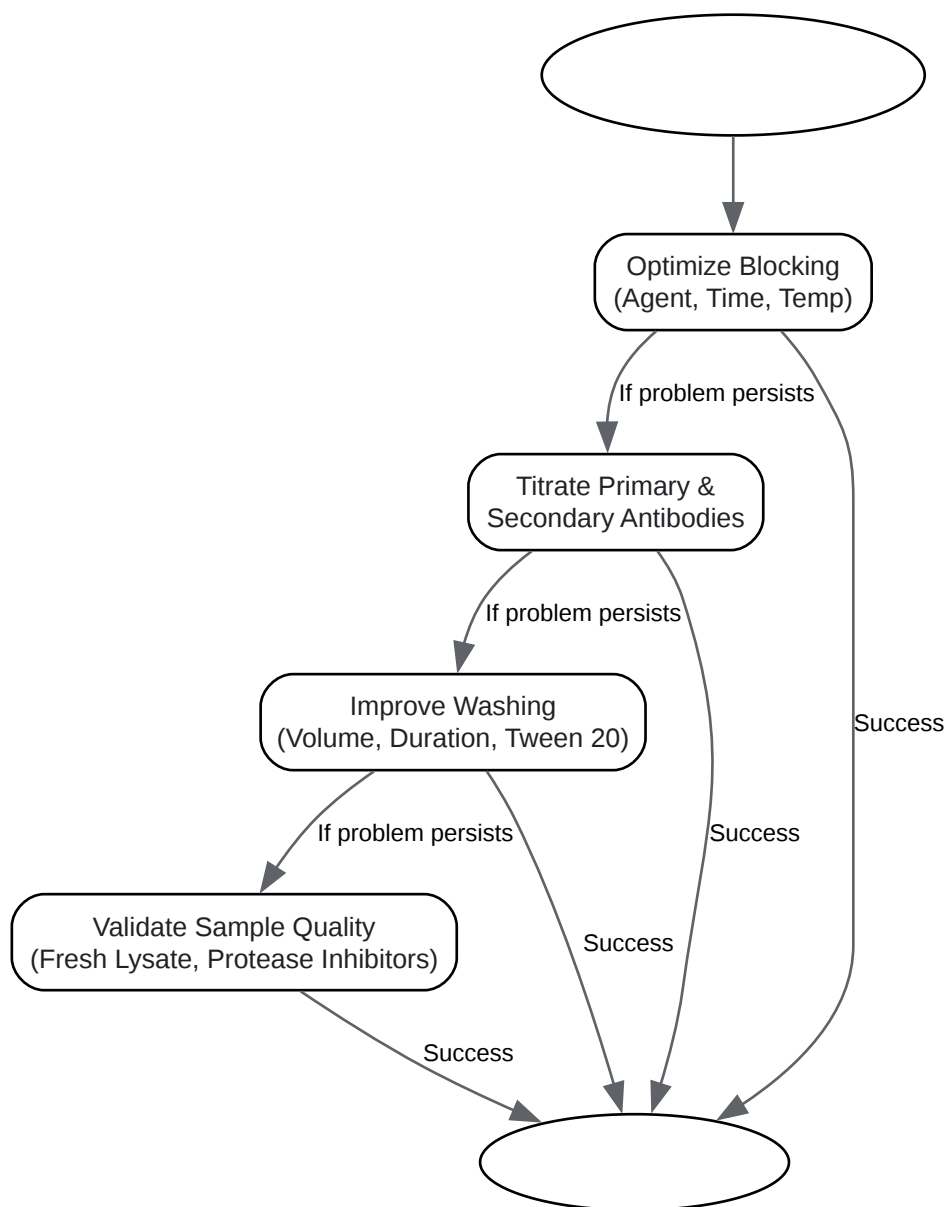 Optimize Blocking
(Agent, Time, Temp)
If problem persists
Titrate Primary &
Secondary Antibodies
If problem persists
Improve Washing
(Volume, Duration, Tween 20)
Success
If problem persists
Success
Validate Sample Quality
(Fresh Lysate, Protease Inhibitors)
Success
Success